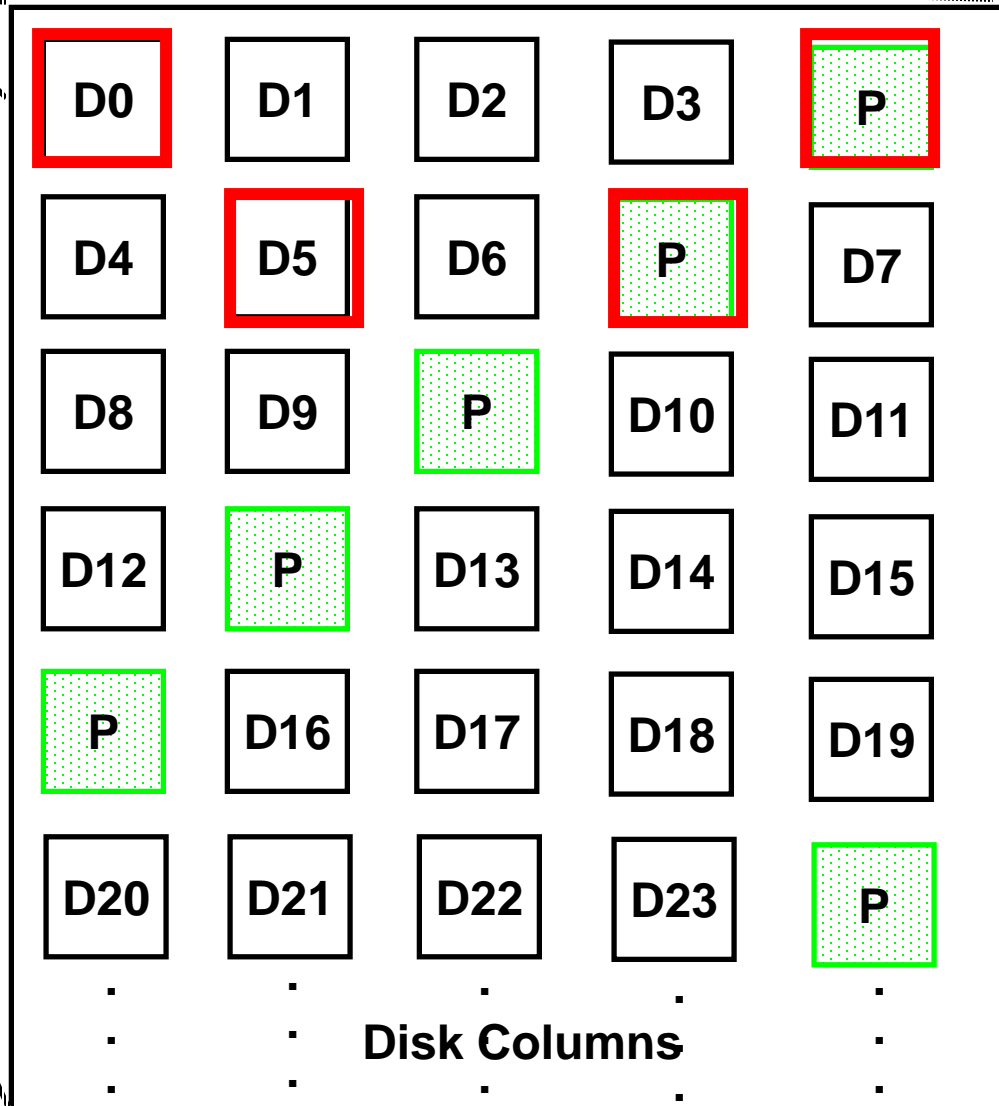 D0 D1 D2 D3 P
D4 D5 D6 P D7
D8 D9 P D10 D11
D12 P D13 D14 D15
P D16 D17 D18 D19
D20 D21 D22 D23 P
Disk Columns